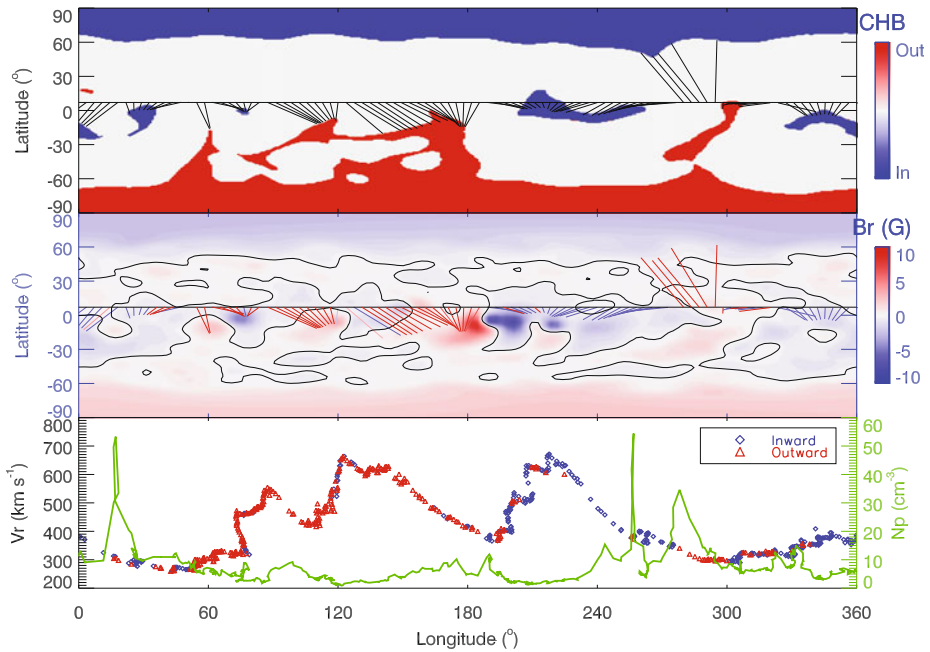 CHB
90
60
30
0
-30
-60
-90
Latitude (°)
Out
In
Br (G)
90
60
30
0
-30
-60
-90
Latitude (°)
10
5
0
-5
-10
800
700
600
500
400
300
200
Vr (km s⁻¹)
Inward
Outward
60
50
40
30
20
10
0
Np (cm⁻³)
0 60 120 180 240 300 360
Longitude (°)